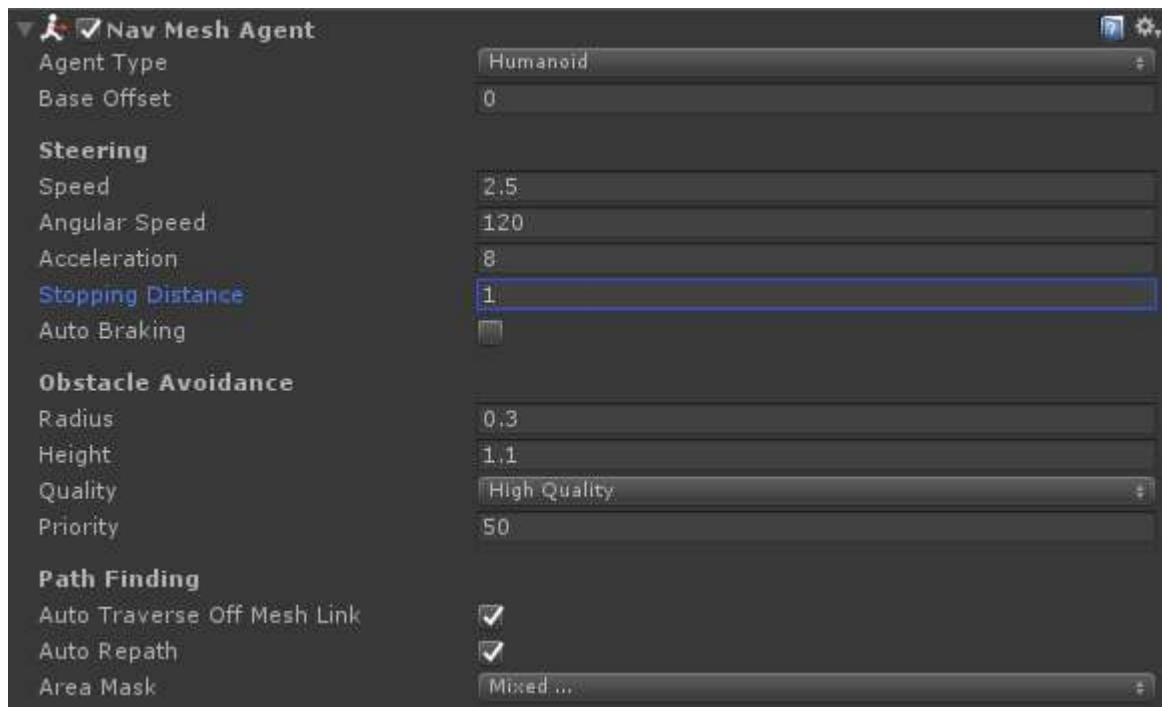 Nav Mesh Agent
Agent Type Humanoid
Base Offset 0
Steering
Speed 2.5
Angular Speed 120
Acceleration 8
Stopping Distance 1
Auto Braking
Obstacle Avoidance
Radius 0.3
Height 1.1
Quality High Quality
Priority 50
Path Finding
Auto Traverse Off Mesh Link
Auto Repath
Area Mask Mixed ...